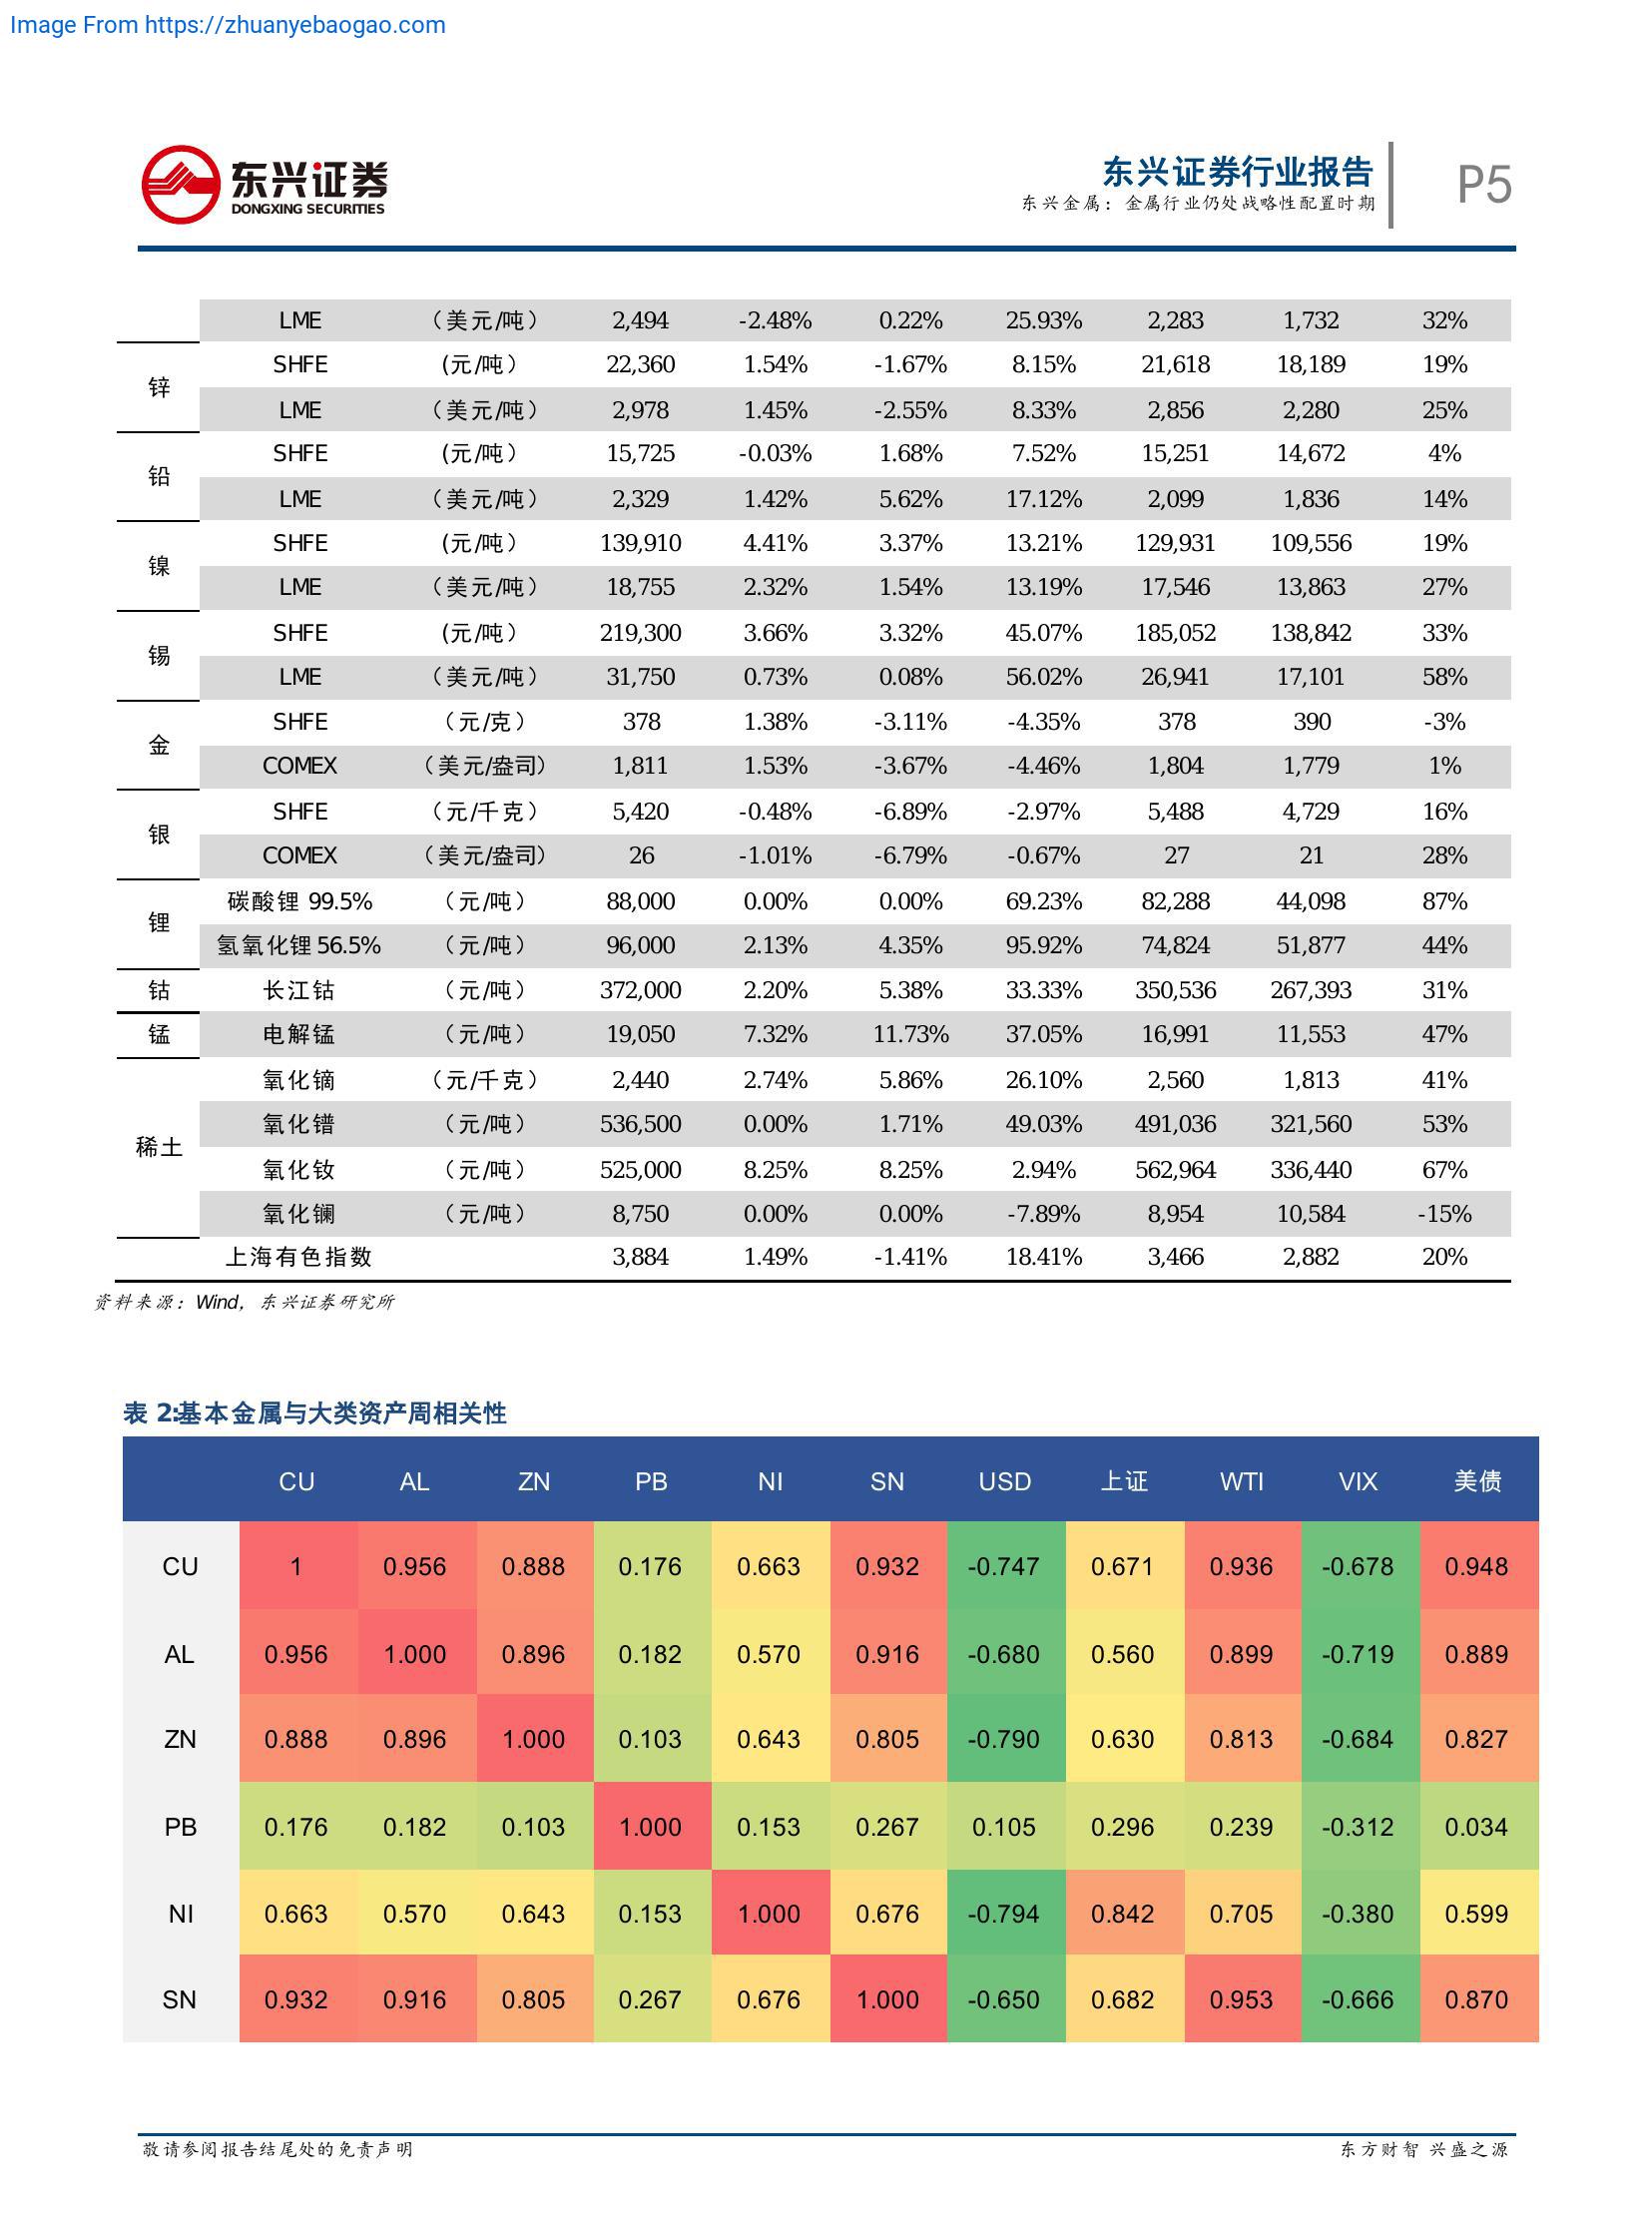 Image From https://zhuanyebaogao.com
东兴证券
DONGXING SECURITIES
东兴证券行业报告
东兴金属：金属行业仍处战略性配置时期
P5
LME （美元/吨） 2,494 -2.48% 0.22% 25.93% 2,283 1,732 32%
锌
SHFE (元/吨） 22,360 1.54% -1.67% 8.15% 21,618 18,189 19%
LME （美元/吨） 2,978 1.45% -2.55% 8.33% 2,856 2,280 25%
铅
SHFE (元/吨） 15,725 -0.03% 1.68% 7.52% 15,251 14,672 4%
LME （美元/吨） 2,329 1.42% 5.62% 17.12% 2,099 1,836 14%
镍
SHFE (元/吨） 139,910 4.41% 3.37% 13.21% 129,931 109,556 19%
LME （美元/吨） 18,755 2.32% 1.54% 13.19% 17,546 13,863 27%
锡
SHFE (元/吨） 219,300 3.66% 3.32% 45.07% 185,052 138,842 33%
LME （美元/吨） 31,750 0.73% 0.08% 56.02% 26,941 17,101 58%
金
SHFE （元/克） 378 1.38% -3.11% -4.35% 378 390 -3%
COMEX （美元/盎司） 1,811 1.53% -3.67% -4.46% 1,804 1,779 1%
银
SHFE （元/千克） 5,420 -0.48% -6.89% -2.97% 5,488 4,729 16%
COMEX （美元/盎司） 26 -1.01% -6.79% -0.67% 27 21 28%
锂
碳酸锂 99.5% （元/吨） 88,000 0.00% 0.00% 69.23% 82,288 44,098 87%
氢氧化锂 56.5% （元/吨） 96,000 2.13% 4.35% 95.92% 74,824 51,877 44%
钴 长江钴 （元/吨） 372,000 2.20% 5.38% 33.33% 350,536 267,393 31%
锰 电解锰 （元/吨） 19,050 7.32% 11.73% 37.05% 16,991 11,553 47%
稀土
氧化镝 （元/千克） 2,440 2.74% 5.86% 26.10% 2,560 1,813 41%
氧化镨 （元/吨） 536,500 0.00% 1.71% 49.03% 491,036 321,560 53%
氧化钕 （元/吨） 525,000 8.25% 8.25% 2.94% 562,964 336,440 67%
氧化镧 （元/吨） 8,750 0.00% 0.00% -7.89% 8,954 10,584 -15%
上海有色指数 3,884 1.49% -1.41% 18.41% 3,466 2,882 20%
资料来源：Wind，东兴证券研究所
表 2:基本金属与大类资产周相关性
CU AL ZN PB NI SN USD 上证 WTI VIX 美债
CU 1 0.956 0.888 0.176 0.663 0.932 -0.747 0.671 0.936 -0.678 0.948
AL 0.956 1.000 0.896 0.182 0.570 0.916 -0.680 0.560 0.899 -0.719 0.889
ZN 0.888 0.896 1.000 0.103 0.643 0.805 -0.790 0.630 0.813 -0.684 0.827
PB 0.176 0.182 0.103 1.000 0.153 0.267 0.105 0.296 0.239 -0.312 0.034
NI 0.663 0.570 0.643 0.153 1.000 0.676 -0.794 0.842 0.705 -0.380 0.599
SN 0.932 0.916 0.805 0.267 0.676 1.000 -0.650 0.682 0.953 -0.666 0.870
敬请参阅报告结尾处的免责声明
东方财智 兴盛之源